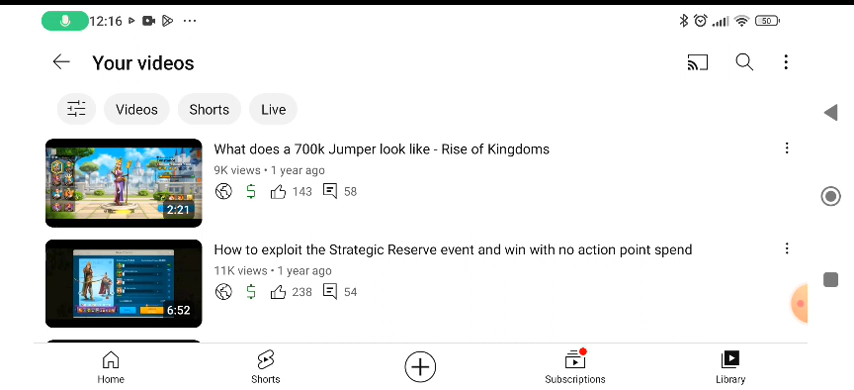 12:16
50
Your videos
Videos
Shorts
Live
What does a 700k Jumper look like - Rise of Kingdoms
9K views • 1 year ago
143
58
2:21
How to exploit the Strategic Reserve event and win with no action point spend
11K views • 1 year ago
238
54
6:52
Home
Shorts
Subscriptions
Library